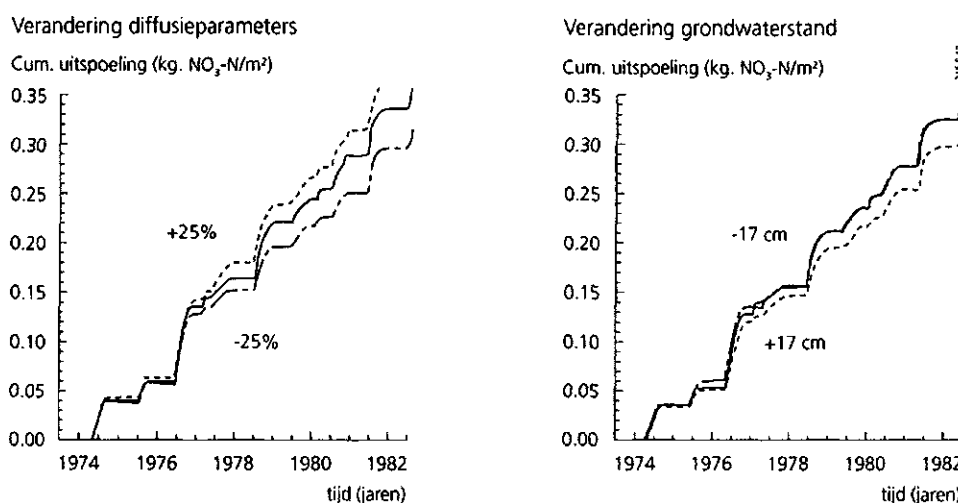 Verandering diffusieparameters
Cum. uitspoeling (kg. NO₃-N/m²)
0.35
0.30
0.25
0.20
0.15
0.10
0.05
0.00
+25%
-25%
1974 1976 1978 1980 1982
tijd (jaren)
Verandering grondwaterstand
Cum. uitspoeling (kg. NO₃-N/m²)
0.35
0.30
0.25
0.20
0.15
0.10
0.05
0.00
-17 cm
+17 cm
1974 1976 1978 1980 1982
tijd (jaren)